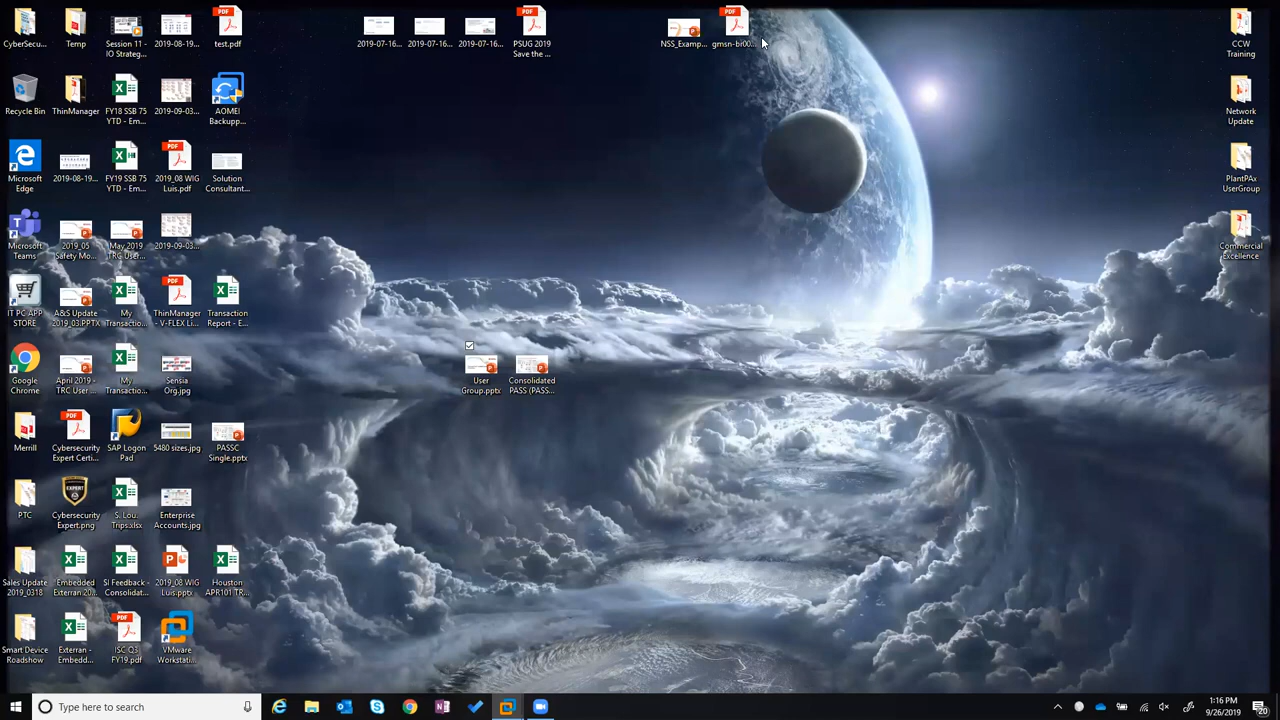 CyberSecu...
Temp
Session 11 -
IO Strateg...
2019-08-19...
test.pdf
2019-07-16...
2019-07-16...
2019-07-16...
PSUG 2019
Save the ...
NSS_Examp...
gmsn-br00...
CCW
Training
Recycle Bin
ThinManager
FY18 SSB 75
YTD - Em...
2019-09-03...
AOMEI
Backupp...
Network
Update
Microsoft
Edge
2019-08-19...
FY19 SSB 75
YTD - Em...
2019_08 WIG
Luis.pdf
Solution
Consultant...
PlantPAx
UserGroup
Microsoft
Teams
2019_05
Safety Mo...
May 2019
TRC User...
2019-09-03...
Commercial
Excellence
IT PC APP
STORE
A&S Update
2019_03.PPTX
My
Transactio...
ThinManager
- V-FLEX Li...
Transaction
Report - E...
Google
Chrome
April 2019 -
TRC User ...
My
Transactio...
Sensia
Org.jpg
User
Group.pptx
Consolidated
PASS (PASS...
Merrill
Cybersecurity
Expert Certi...
SAP Logon
Pad
5480 sizes.jpg
PASSC
Single.pptx
PTC
Cybersecurity
Expert.png
S. Lou.
Trips.xlsx
Enterprise
Accounts.jpg
Sales Update
2019_0318
Embedded
Exterran.20...
SI Feedback -
Consolidat...
2019_08 WIG
Luis.pptx
Houston
APR101 TR...
Smart Device
Roadshow
Exterran -
Embedd...
ISC Q3
FY19.pdf
VMware
Workstati...
Type here to search
1:16 PM
9/26/2019
20